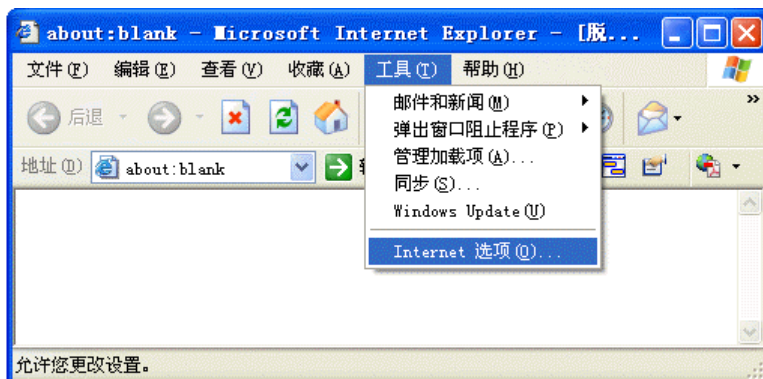 about:blank - Microsoft Internet Explorer - [脱...
文件(F) 编辑(E) 查看(V) 收藏(A) 工具(T) 帮助(H)
后退
邮件和新闻(M)
弹出窗口阻止程序(P)
管理加载项(A)...
同步(S)...
Windows Update(U)
Internet 选项(O)...
地址(D) about:blank
允许您更改设置。